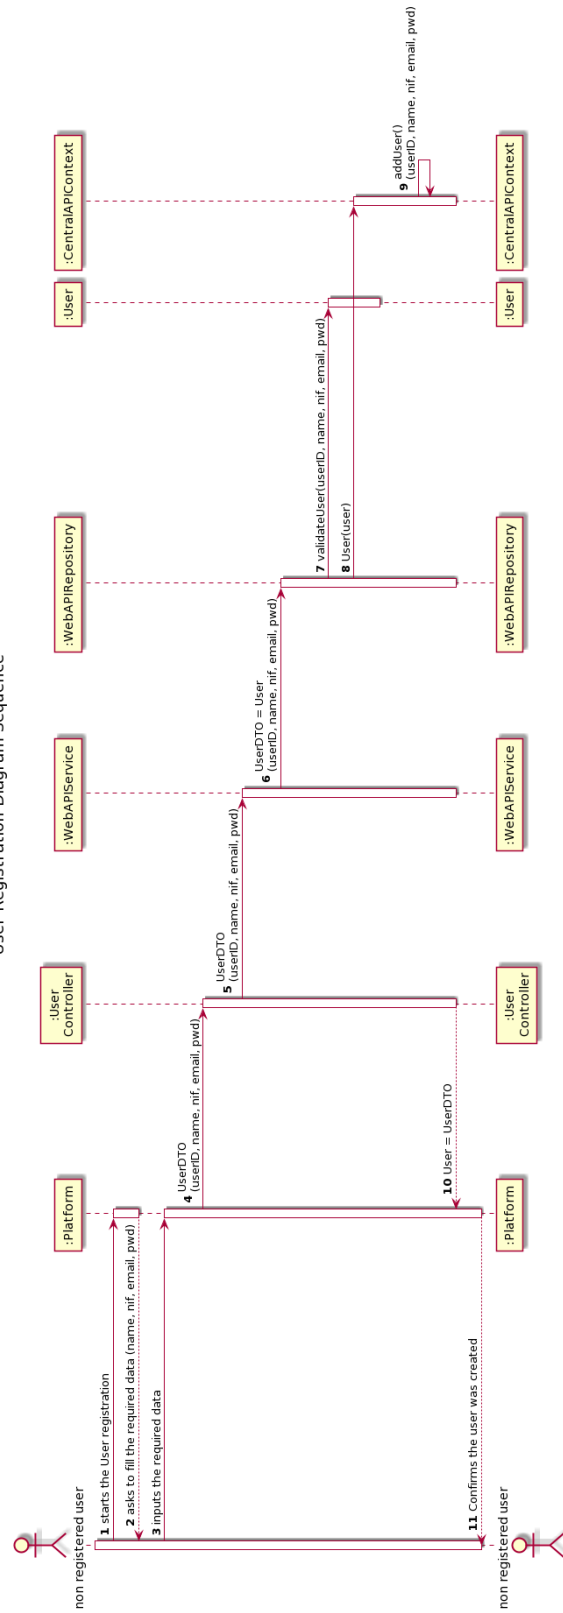 User Registration Diagram Sequence
non registered user
:Platform
:User
Controller
:WebAPIService
:WebAPIRepository
:User
:CentralAPIContext
1 starts the User registration
2 asks to fill the required data (name, nif, email, pwd)
3 inputs the required data
4 UserDTO
(userID, name, nif, email, pwd)
5 UserDTO
(userID, name, nif, email, pwd)
6 UserDTO = User
(userID, name, nif, email, pwd)
7 validateUser(userID, name, nif, email, pwd)
8 User(user)
9 addUser()
(userID, name, nif, email, pwd)
10 User = UserDTO
11 Confirms the user was created
non registered user
:Platform
:User
Controller
:WebAPIService
:WebAPIRepository
:User
:CentralAPIContext